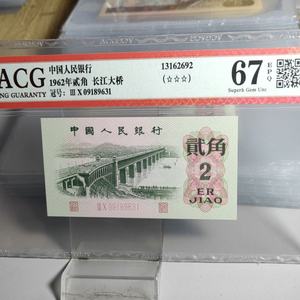 ACG
NG GUARANTY
中国人民银行
1962年贰角 长江大桥
冠号: III X 09189631
13162692
(☆☆☆)
67
EPQ
Superb Gem Unc
中國人民銀行
貳角
2
ER
JIAO
III X 09189631